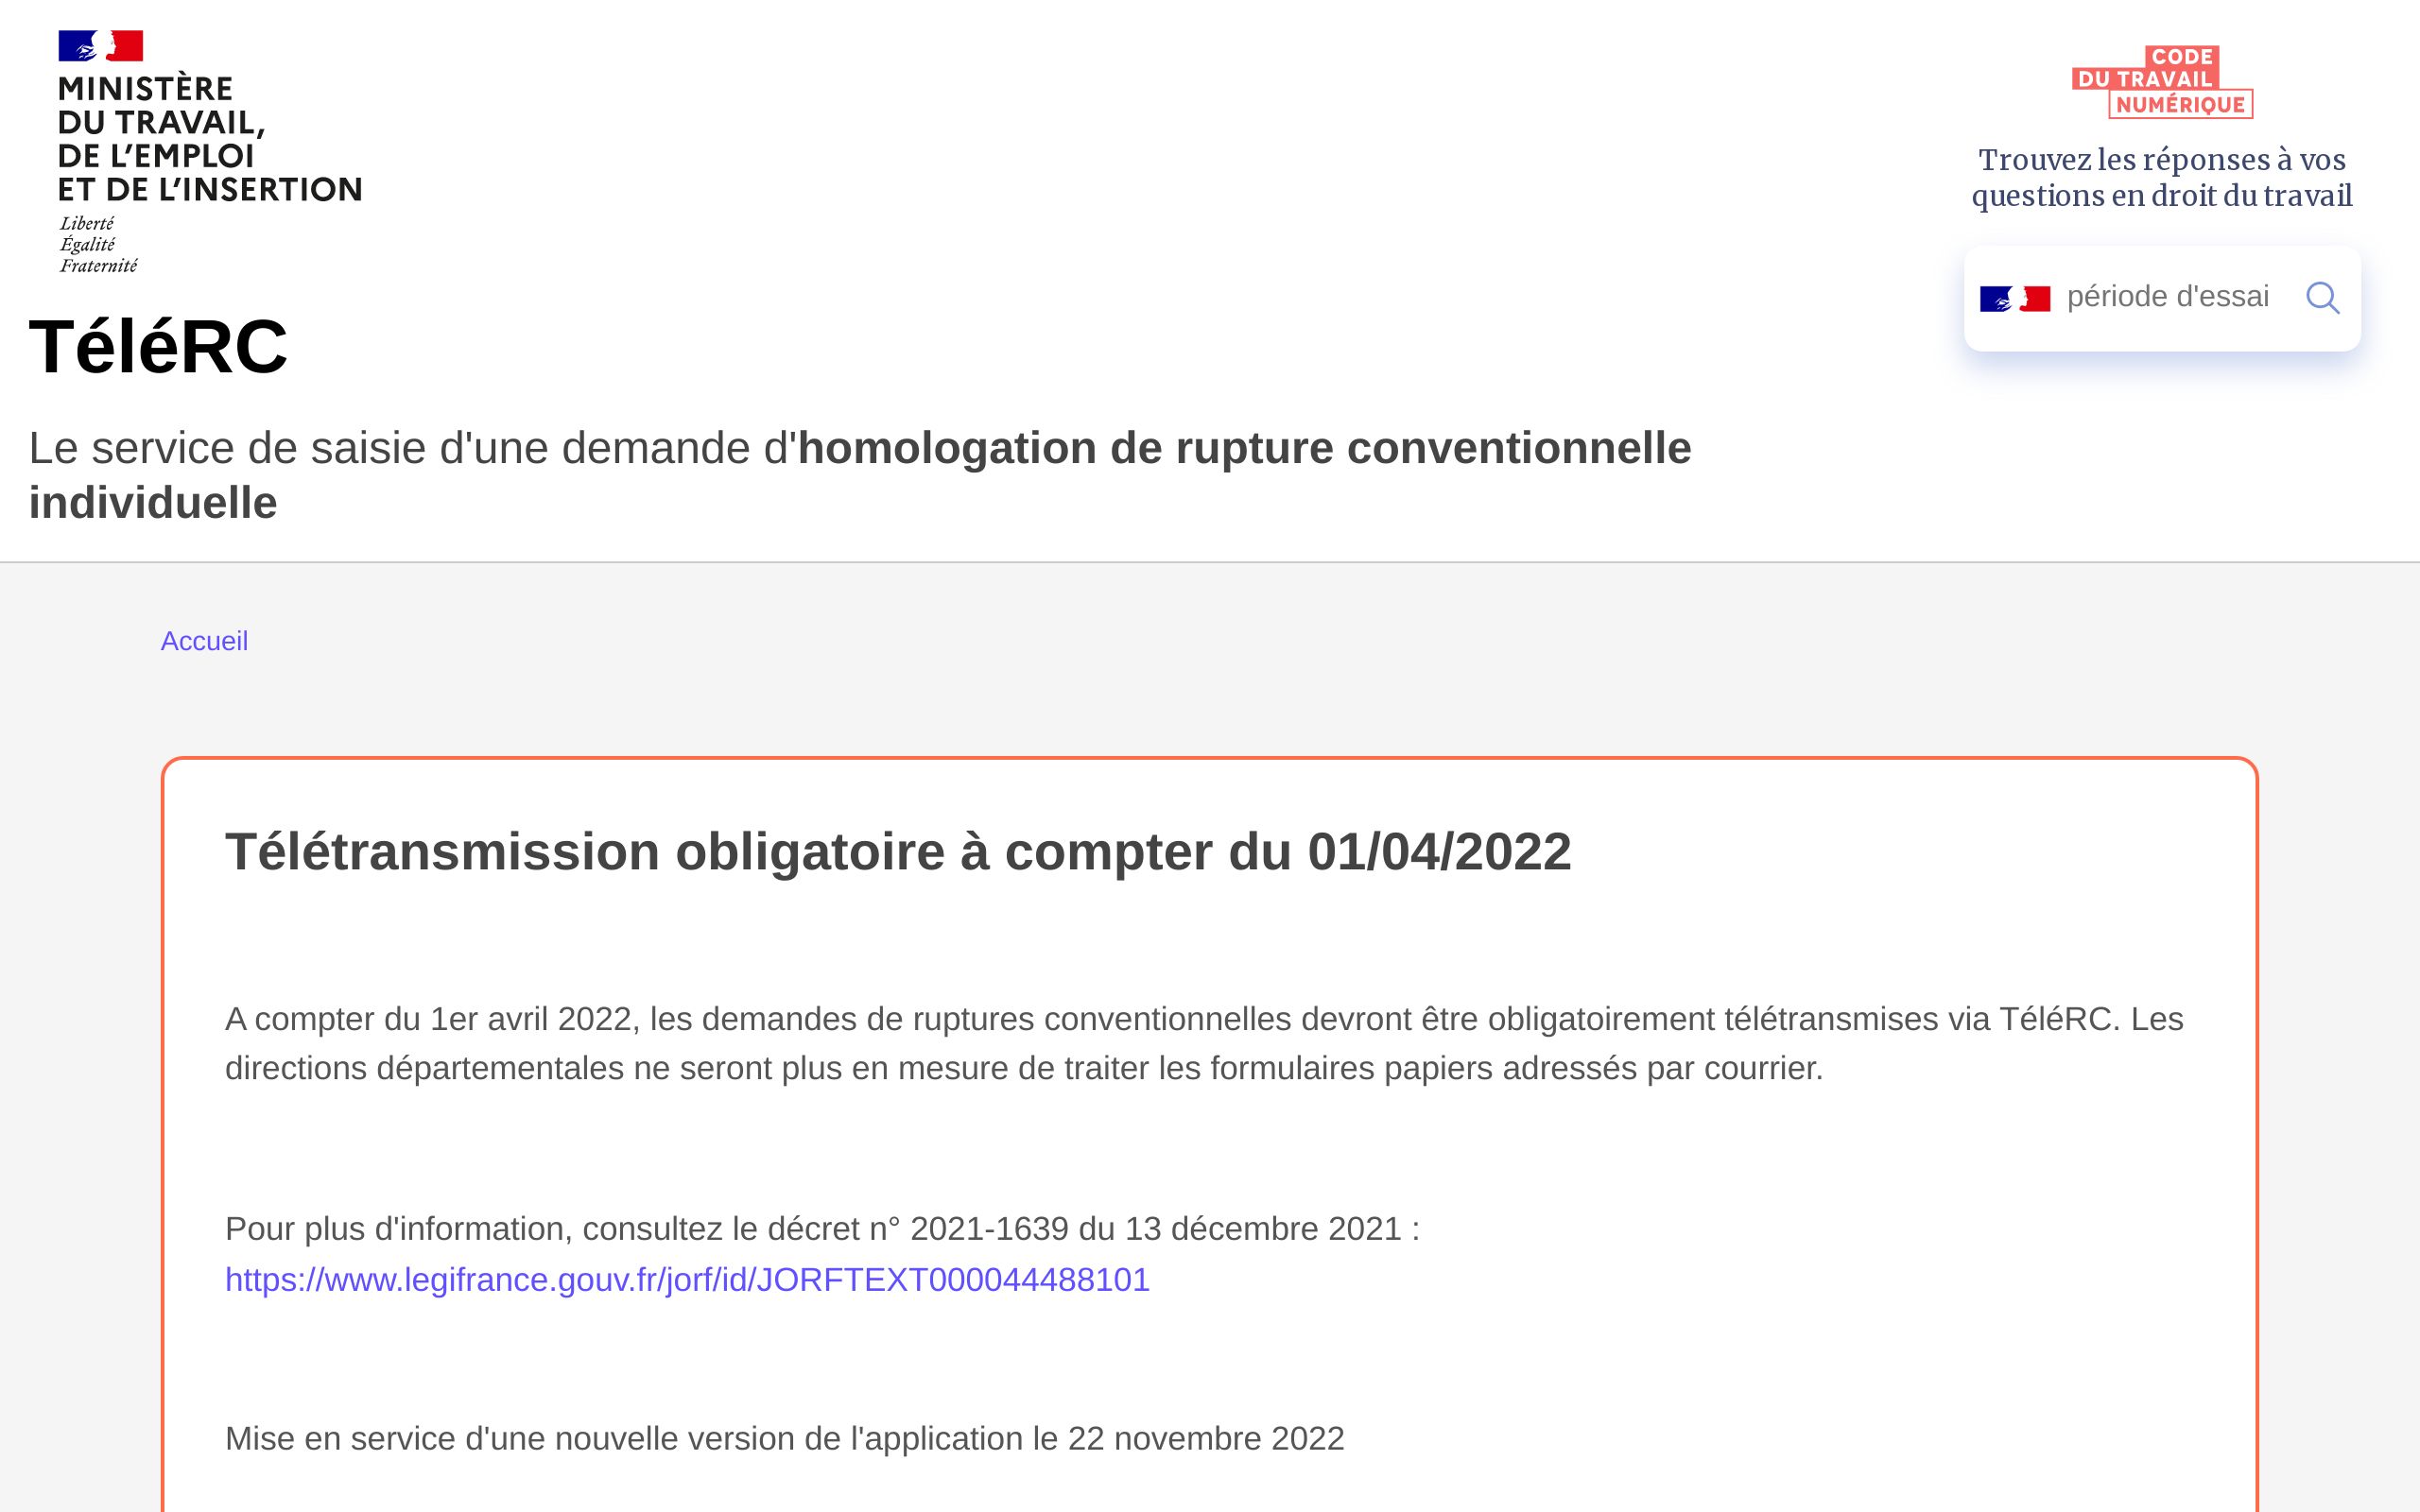 MINISTÈRE
DU TRAVAIL,
DE L'EMPLOI
ET DE L'INSERTION
Liberté
Égalité
Fraternité
CODE
DU TRAVAIL
NUMÉRIQUE
Trouvez les réponses à vos
questions en droit du travail
période d'essai
TéléRC
Le service de saisie d'une demande d'homologation de rupture conventionnelle
individuelle
Accueil
Télétransmission obligatoire à compter du 01/04/2022
A compter du 1er avril 2022, les demandes de ruptures conventionnelles devront être obligatoirement télétransmises via TéléRC. Les
directions départementales ne seront plus en mesure de traiter les formulaires papiers adressés par courrier.
Pour plus d'information, consultez le décret n° 2021-1639 du 13 décembre 2021 :
https://www.legifrance.gouv.fr/jorf/id/JORFTEXT000044488101
Mise en service d'une nouvelle version de l'application le 22 novembre 2022